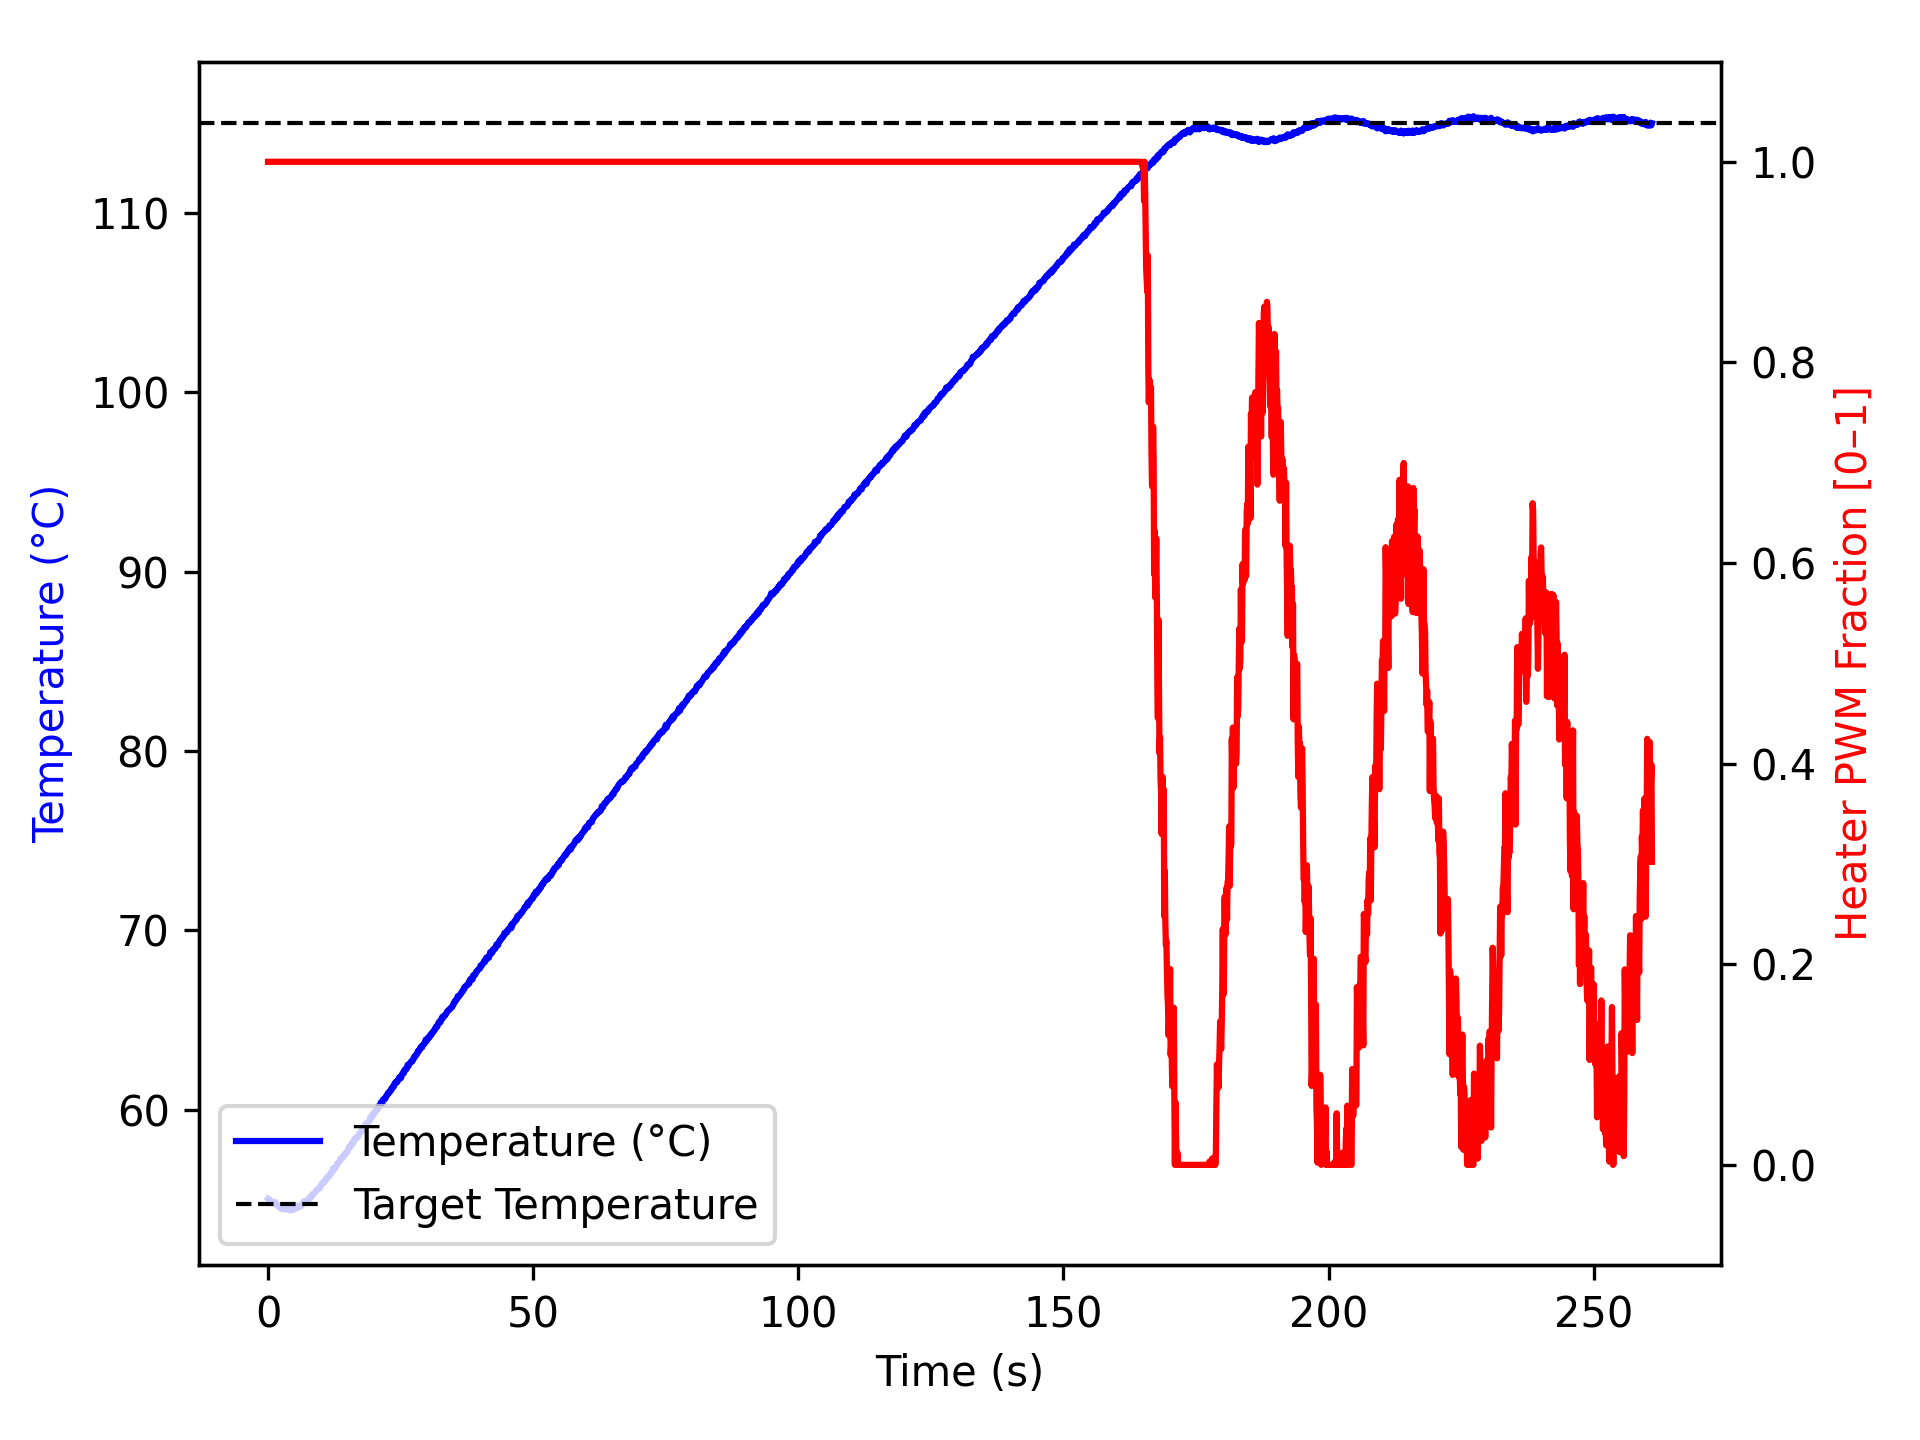 110
100
90
80
70
60
Temperature (°C)
1.0
0.8
0.6
0.4
0.2
0.0
Heater PWM Fraction [0–1]
Temperature (°C)
Target Temperature
0 50 100 150 200 250
Time (s)